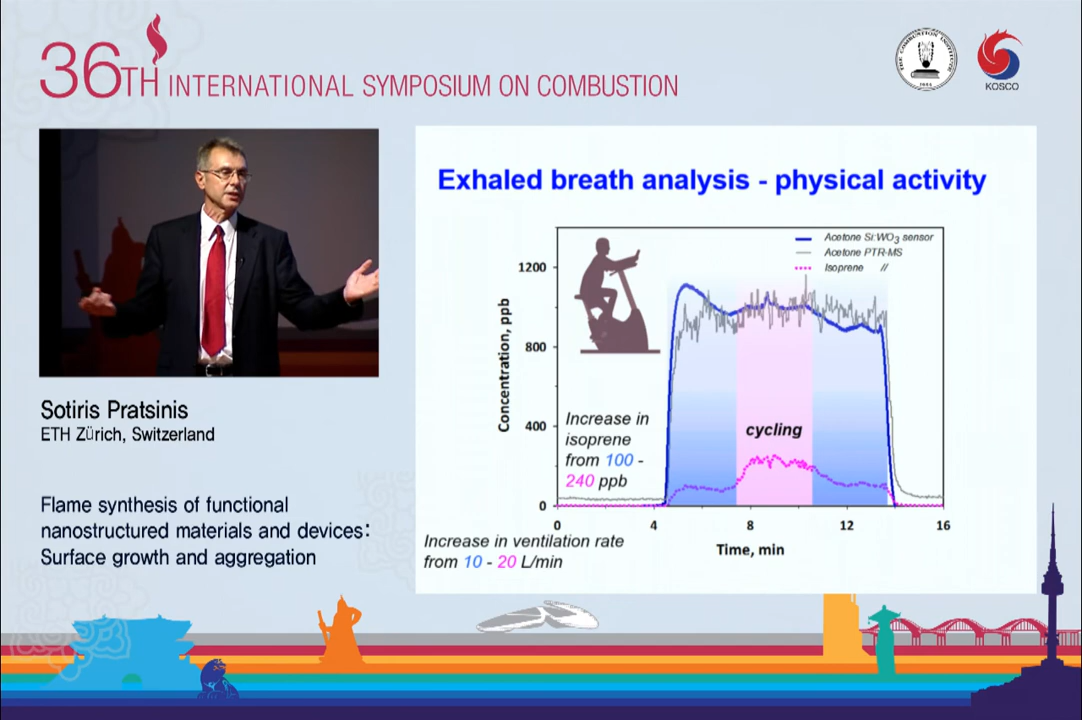 36TH INTERNATIONAL SYMPOSIUM ON COMBUSTION
THE COMBUSTION INSTITUTE
KOSCO
Sotiris Pratsinis
ETH Zürich, Switzerland
Flame synthesis of functional
nanostructured materials and devices:
Surface growth and aggregation
Exhaled breath analysis - physical activity
Acetone Si:WO3 sensor
Acetone PTR-MS
Isoprene //
Concentration, ppb
1200
800
400
0
Increase in
isoprene
from 100 -
240 ppb
cycling
0 4 8 12 16
Time, min
Increase in ventilation rate
from 10 - 20 L/min